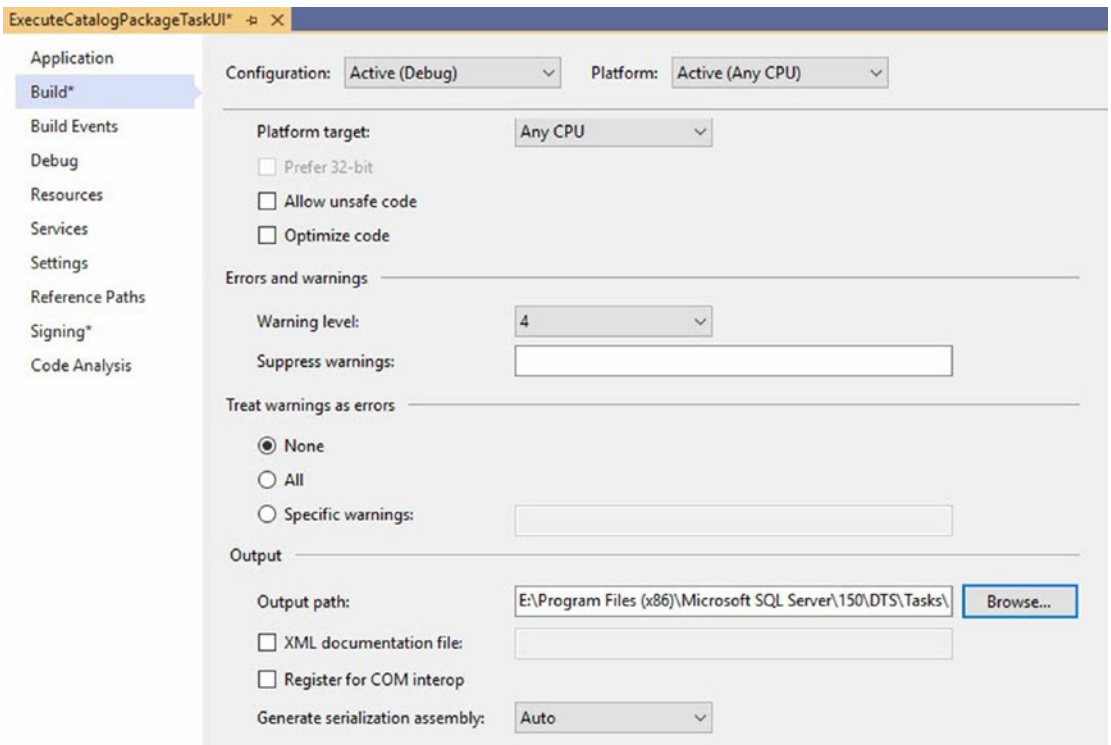 ExecuteCatalogPackageTaskUI*
Application
Build*
Build Events
Debug
Resources
Services
Settings
Reference Paths
Signing*
Code Analysis
Configuration: Active (Debug) Platform: Active (Any CPU)
Platform target: Any CPU
Prefer 32-bit
Allow unsafe code
Optimize code
Errors and warnings
Warning level: 4
Suppress warnings:
Treat warnings as errors
None
All
Specific warnings:
Output
Output path: E:\Program Files (x86)\Microsoft SQL Server\150\DTS\Tasks\ Browse...
XML documentation file:
Register for COM interop
Generate serialization assembly: Auto